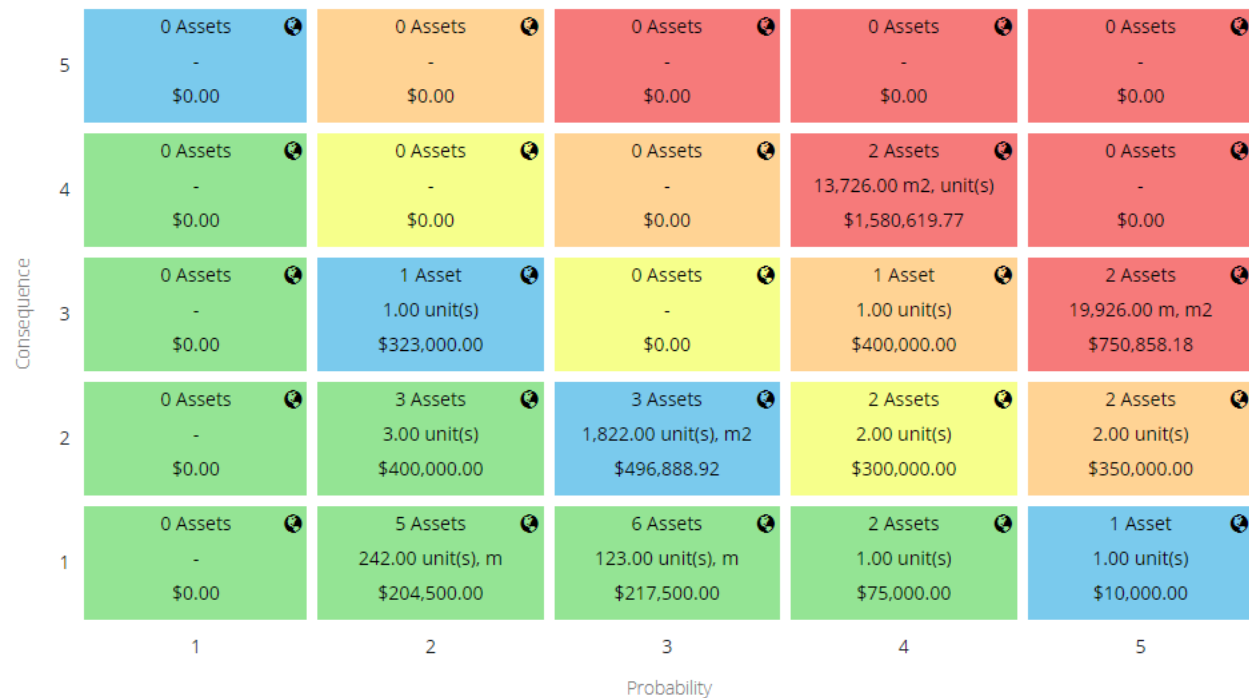 0 Assets 0 Assets 0 Assets 0 Assets 0 Assets
5 - - - - -
$0.00 $0.00 $0.00 $0.00 $0.00
0 Assets 0 Assets 0 Assets 2 Assets 0 Assets
4 - - - 13,726.00 m2, unit(s) -
$0.00 $0.00 $0.00 $1,580,619.77 $0.00
Consequence
0 Assets 1 Asset 0 Assets 1 Asset 2 Assets
3 - 1.00 unit(s) - 1.00 unit(s) 19,926.00 m, m2
$0.00 $323,000.00 $0.00 $400,000.00 $750,858.18
0 Assets 3 Assets 3 Assets 2 Assets 2 Assets
2 - 3.00 unit(s) 1,822.00 unit(s), m2 2.00 unit(s) 2.00 unit(s)
$0.00 $400,000.00 $496,888.92 $300,000.00 $350,000.00
0 Assets 5 Assets 6 Assets 2 Assets 1 Asset
1 - 242.00 unit(s), m 123.00 unit(s), m 1.00 unit(s) 1.00 unit(s)
$0.00 $204,500.00 $217,500.00 $75,000.00 $10,000.00
1 2 3 4 5
Probability